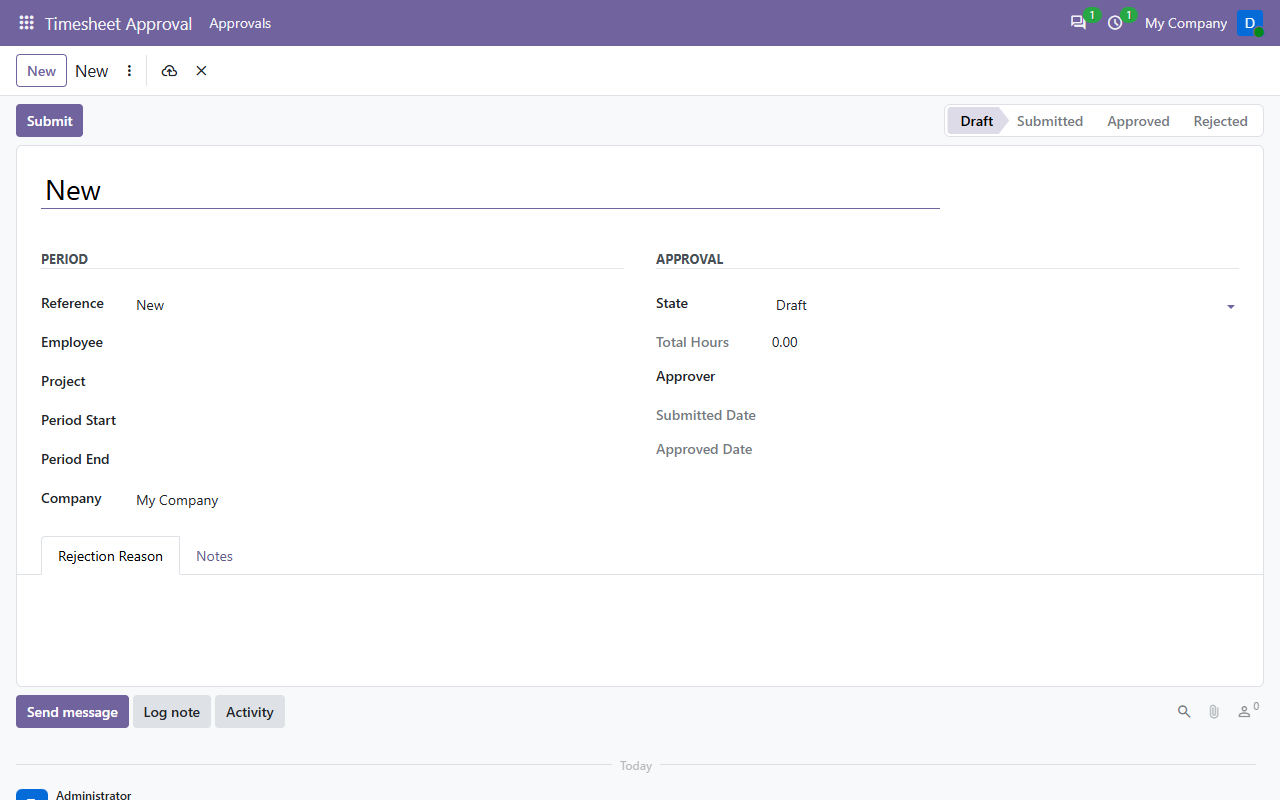 Timesheet Approval Approvals 1 1 My Company D
New New
Submit Draft Submitted Approved Rejected
New
PERIOD APPROVAL
Reference New State Draft
Employee Total Hours 0.00
Project Approver
Period Start Submitted Date
Period End Approved Date
Company My Company
Rejection Reason Notes
Send message Log note Activity 0
Today
Administrator